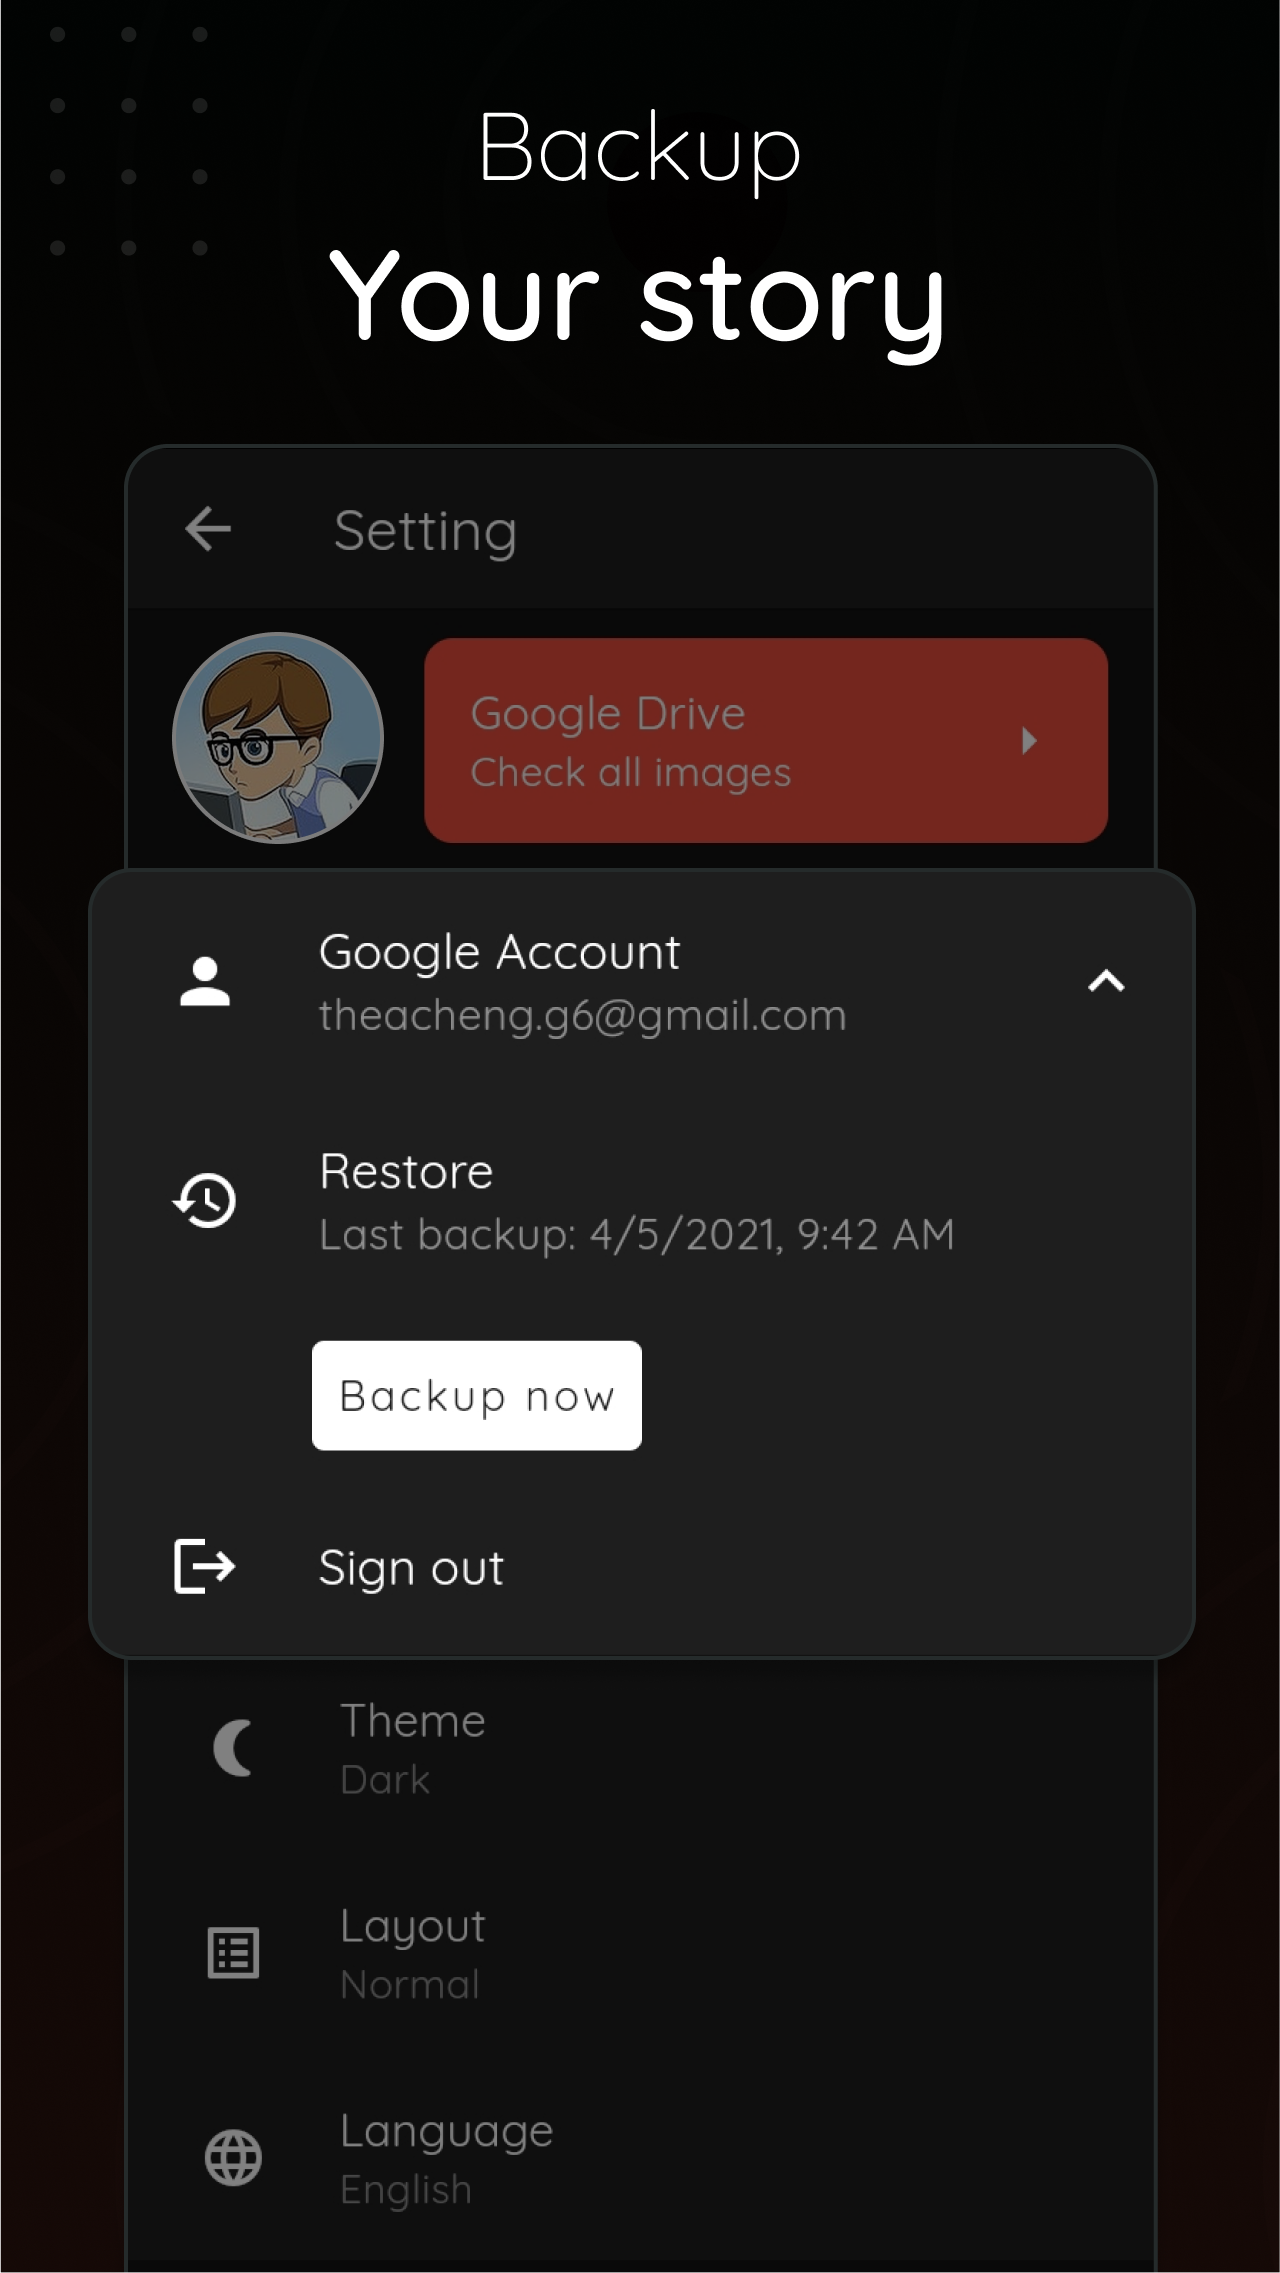 Backup
Your story
Setting
Google Drive
Check all images
Google Account
theacheng.g6@gmail.com
Restore
Last backup: 4/5/2021, 9:42 AM
Backup now
Sign out
Theme
Dark
Layout
Normal
Language
English